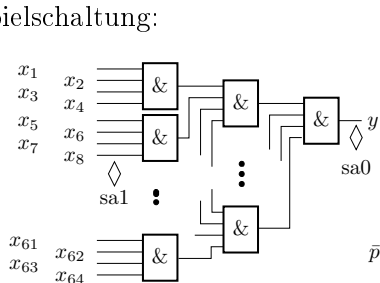 ielschaltung:
x1
x2
x3
x4
&
&
x5
x6
x7
x8
&
&
y
sa1
sa0
x61
x62
x63
x64
&
&
p̄